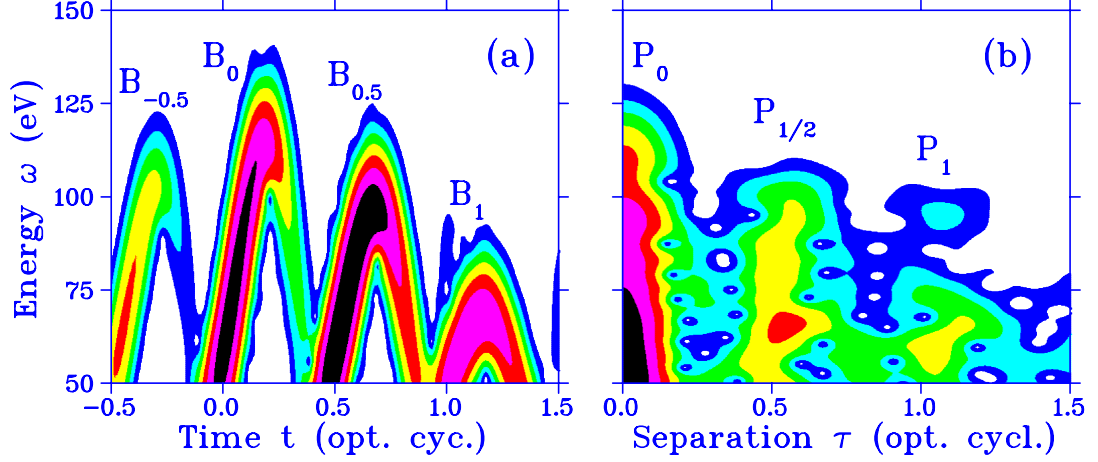 150
125
100
75
50
Energy ω (eV)
B−0.5
B0
B0.5
B1
(a)
−0.5
0.0
0.5
1.0
1.5
Time t (opt. cyc.)
P0
P1/2
P1
(b)
0.0
0.5
1.0
1.5
Separation τ (opt. cycl.)